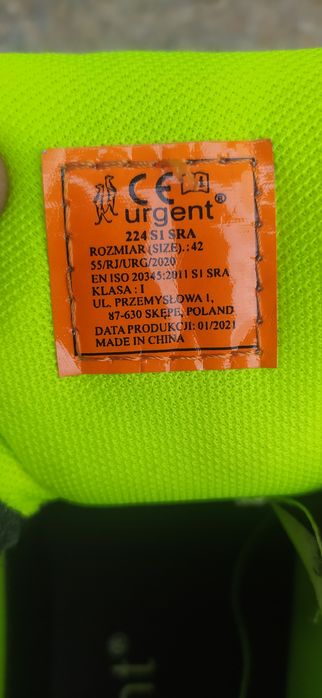 CE
urgent®
224 S1 SRA
ROZMIAR (SIZE). : 42
55/RJ/URG/2020
EN ISO 20345:2011 S1 SRA
KLASA : I
UL. PRZEMYSŁOWA 1,
87-630 SKĘPE, POLAND
DATA PRODUKCJI: 01/2021
MADE IN CHINA
nt®